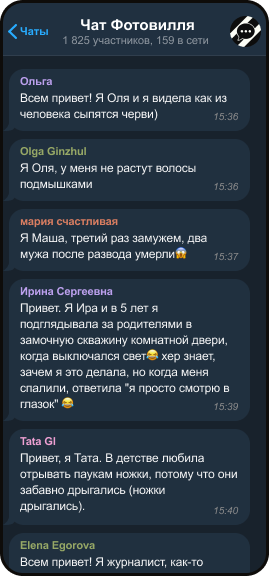 Чаты
Чат Фотовилля
1 825 участников, 159 в сети
Ольга
Всем привет! Я Оля и я видела как из
человека сыпятся черви)
15:36
Olga Ginzhul
Я Оля, у меня не растут волосы
подмышками
15:36
мария счастливая
Я Маша, третий раз замужем, два
мужа после развода умерли😱
15:37
Ирина Сергеевна
Привет. Я Ира и в 5 лет я
подглядывала за родителями в
замочную скважину комнатной двери,
когда выключался свет😂 хер знает,
зачем я это делала, но когда меня
спалили, ответила "я просто смотрю в
глазок" 😂
15:39
Tata Gl
Привет, я Тата. В детстве любила
отрывать паукам ножки, потому что они
забавно дрыгались (ножки
дрыгались).
15:40
Elena Egorova
Всем привет! Я журналист, как-то